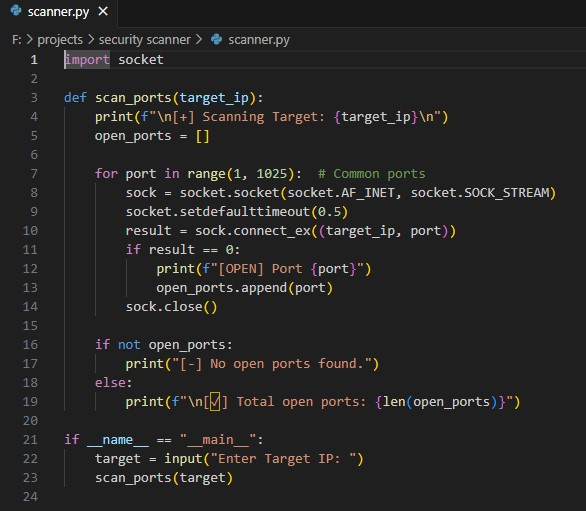 scanner.py
F: > projects > security scanner > scanner.py
1 import socket
2
3 def scan_ports(target_ip):
4     print(f"\n[+] Scanning Target: {target_ip}\n")
5     open_ports = []
6
7     for port in range(1, 1025):  # Common ports
8         sock = socket.socket(socket.AF_INET, socket.SOCK_STREAM)
9         socket.setdefaulttimeout(0.5)
10         result = sock.connect_ex((target_ip, port))
11         if result == 0:
12             print(f"[OPEN] Port {port}")
13             open_ports.append(port)
14         sock.close()
15
16     if not open_ports:
17         print("[-] No open ports found.")
18     else:
19         print(f"\n[✓] Total open ports: {len(open_ports)}")
20
21 if __name__ == "__main__":
22     target = input("Enter Target IP: ")
23     scan_ports(target)
24